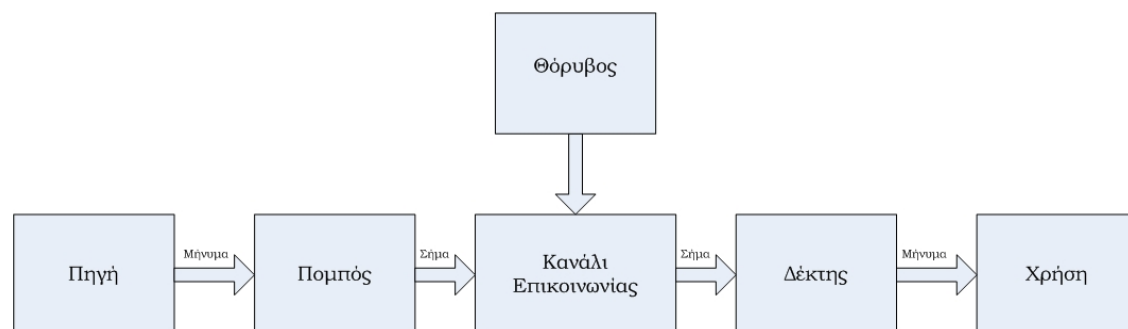 Θόρυβος
Πηγή
Μήνυμα
Πομπός
Σήμα
Κανάλι
Επικοινωνίας
Σήμα
Δέκτης
Μήνυμα
Χρήση